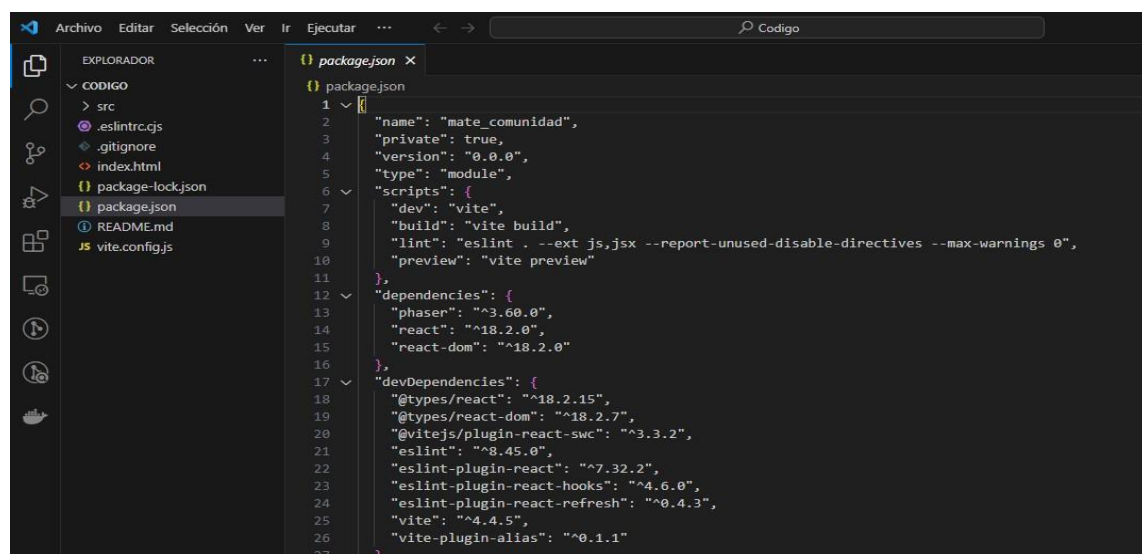 Archivo Editar Selección Ver Ir Ejecutar ··· Codigo
EXPLORADOR ···
CODIGO
src
.eslintrc.cjs
.gitignore
index.html
package-lock.json
package.json
README.md
JS vite.config.js
{} package.json ×
{} package.json
1 {
2 "name": "mate_comunidad",
3 "private": true,
4 "version": "0.0.0",
5 "type": "module",
6 "scripts": {
7 "dev": "vite",
8 "build": "vite build",
9 "lint": "eslint . --ext js,jsx --report-unused-disable-directives --max-warnings 0",
10 "preview": "vite preview"
11 },
12 "dependencies": {
13 "phaser": "^3.60.0",
14 "react": "^18.2.0",
15 "react-dom": "^18.2.0"
16 },
17 "devDependencies": {
18 "@types/react": "^18.2.15",
19 "@types/react-dom": "^18.2.7",
20 "@vitejs/plugin-react-swc": "^3.3.2",
21 "eslint": "^8.45.0",
22 "eslint-plugin-react": "^7.32.2",
23 "eslint-plugin-react-hooks": "^4.6.0",
24 "eslint-plugin-react-refresh": "^0.4.3",
25 "vite": "^4.4.5",
26 "vite-plugin-alias": "^0.1.1"
27 }